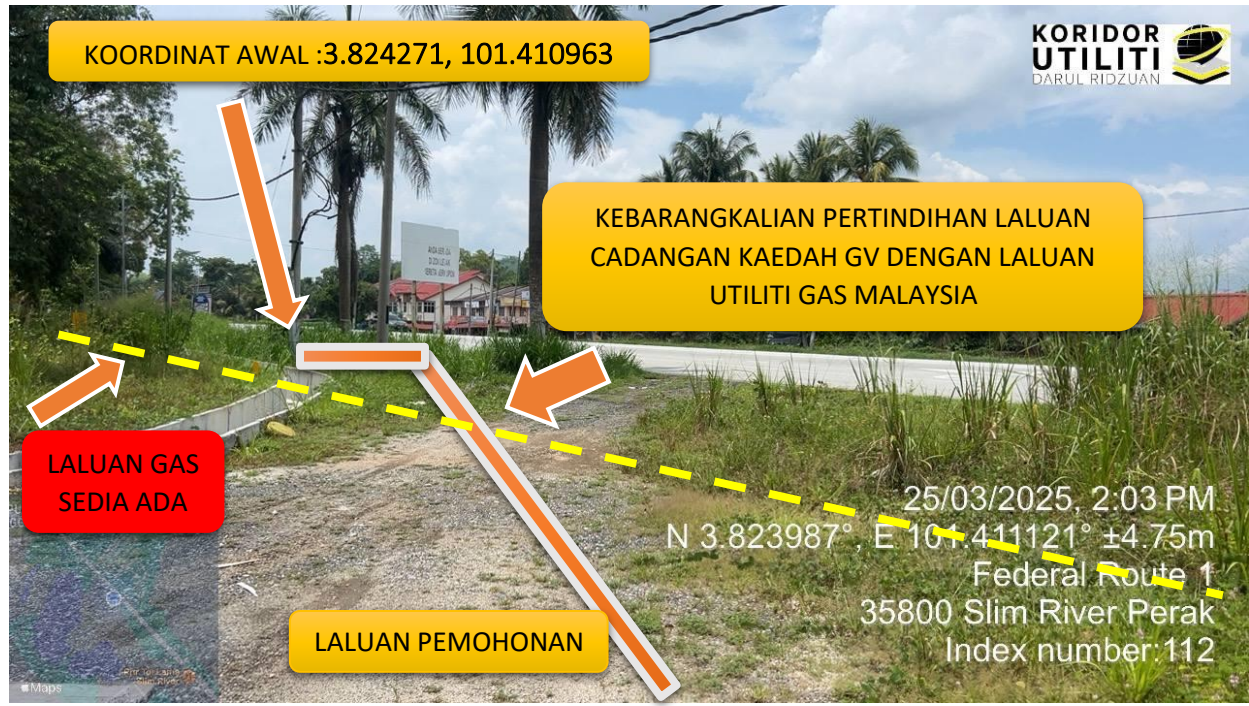 KOORDINAT AWAL :3.824271, 101.410963
KORIDOR
UTILITI
DARUL RIDZUAN
KEBARANGKALIAN PERTINDIHAN LALUAN
CADANGAN KAEDAH GV DENGAN LALUAN
UTILITI GAS MALAYSIA
LALUAN GAS
SEDIA ADA
25/03/2025, 2:03 PM
N 3.823987°, E 101.411121° ±4.75m
Federal Route 1
35800 Slim River Perak
Index number:112
LALUAN PEMOHONAN
Maps